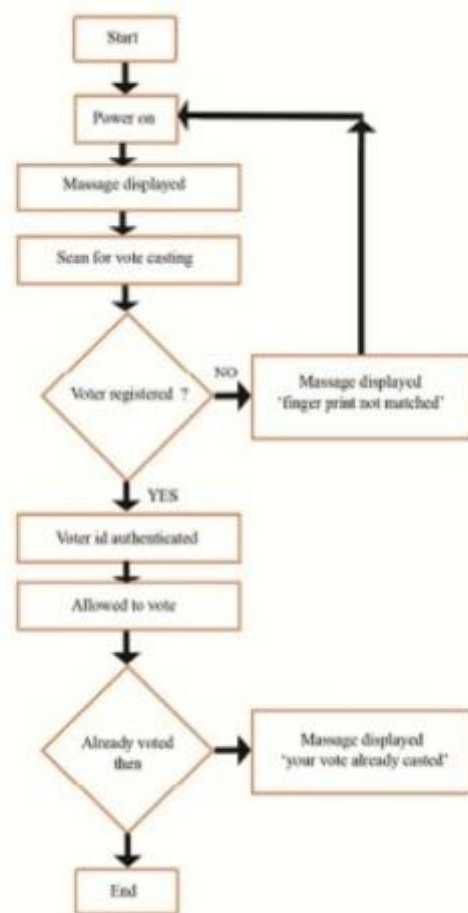 Start
Power on
Massage displayed
Scan for vote casting
Voter registered ?
NO
Massage displayed
'finger print not matched'
YES
Voter id authenticated
Allowed to vote
Already voted
then
Massage displayed
'your vote already casted'
End